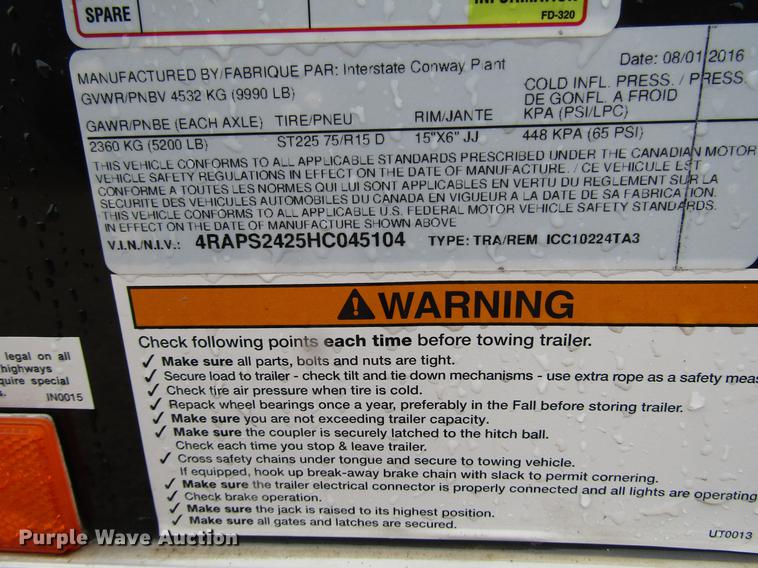 INFORMATION
SPARE
FD-320
MANUFACTURED BY/FABRIQUE PAR: Interstate Conway Plant
Date: 08/01/2016
GVWR/PNBV 4532 KG (9990 LB)
COLD INFL. PRESS. / PRESS.
DE GONFL. A FROID
GAWR/PNBE (EACH AXLE) TIRE/PNEU RIM/JANTE KPA (PSI/LPC)
2360 KG (5200 LB) ST225 75/R15 D 15"X6" JJ 448 KPA (65 PSI)
THIS VEHICLE CONFORMS TO ALL APPLICABLE STANDARDS PRESCRIBED UNDER THE CANADIAN MOTOR
VEHICLE SAFETY REGULATIONS IN EFFECT ON THE DATE OF MANUFACTURE. / CE VEHICULE EST
CONFORME A TOUTES LES NORMES QUI LUI SONT APPLICABLES EN VERTU DU REGLEMENT SUR LA
SECURITE DES VEHICULES AUTOMOBILES DU CANADA EN VIGUEUR A LA DATE DE SA FABRICATION.
THIS VEHICLE CONFORMS TO ALL APPLICABLE U.S. FEDERAL MOTOR VEHICLE SAFETY STANDARDS.
IN EFFECT ON THE DATE OF MANUFACTURE SHOWN ABOVE
V.I.N./N.I.V.: 4RAPS2425HC045104 TYPE: TRA/REM ICC10224TA3
WARNING
Check following points each time before towing trailer.
✓ Make sure all parts, bolts and nuts are tight.
✓ Secure load to trailer - check tilt and tie down mechanisms - use extra rope as a safety meas
✓ Check tire air pressure when tire is cold.
✓ Repack wheel bearings once a year, preferably in the Fall before storing trailer.
✓ Make sure you are not exceeding trailer capacity.
✓ Make sure the coupler is securely latched to the hitch ball.
Check each time you stop & leave trailer.
✓ Cross safety chains under tongue and secure to towing vehicle.
If equipped, hook up break-away brake chain with slack to permit cornering.
✓ Make sure the trailer electrical connector is properly connected and all lights are operating
✓ Check brake operation.
✓ Make sure the jack is raised to its highest position.
✓ Make sure all gates and latches are secured.
UT0013
legal on all
highways
quire special
IN0015
Purple Wave Auction